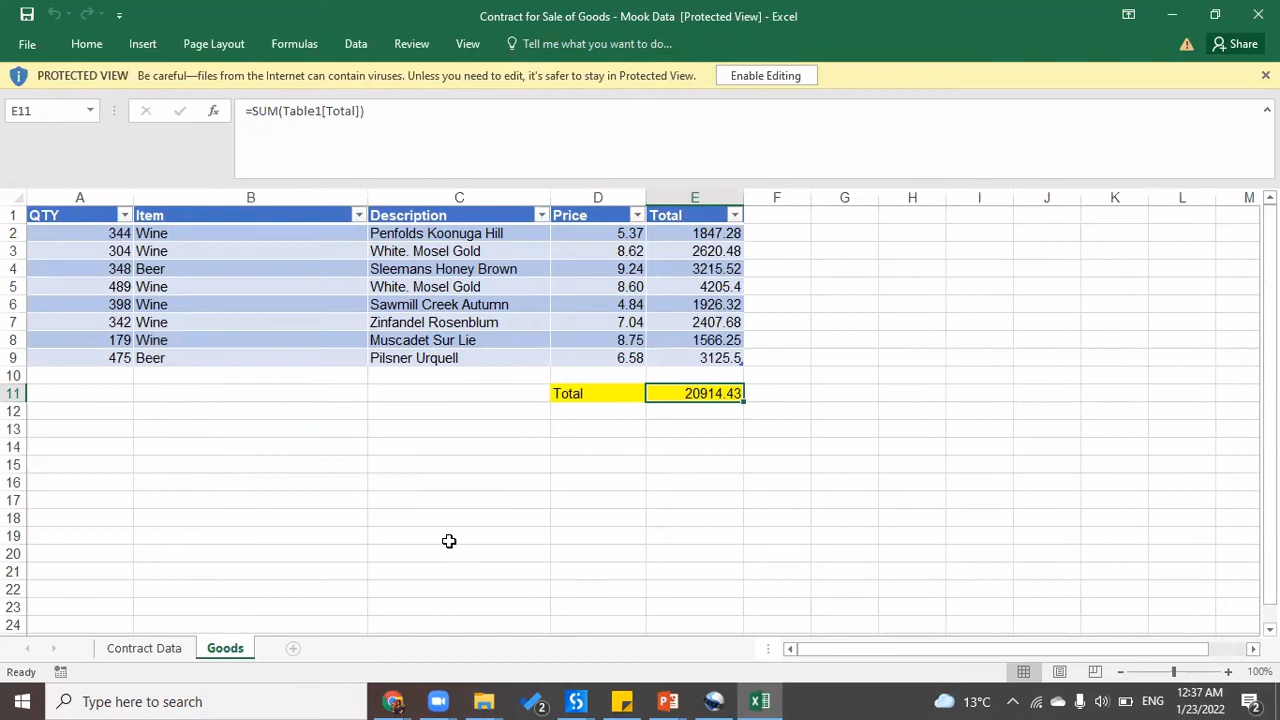 Contract for Sale of Goods - Mook Data [Protected View] - Excel
File Home Insert Page Layout Formulas Data Review View Tell me what you want to do... Share
PROTECTED VIEW Be careful—files from the Internet can contain viruses. Unless you need to edit, it's safer to stay in Protected View. Enable Editing
E11 fx =SUM(Table1[Total])
A B C D E F G H I J K L M
1 QTY Item Description Price Total
2 344 Wine Penfolds Koonuga Hill 5.37 1847.28
3 304 Wine White. Mosel Gold 8.62 2620.48
4 348 Beer Sleemans Honey Brown 9.24 3215.52
5 489 Wine White. Mosel Gold 8.60 4205.4
6 398 Wine Sawmill Creek Autumn 4.84 1926.32
7 342 Wine Zinfandel Rosenblum 7.04 2407.68
8 179 Wine Muscadet Sur Lie 8.75 1566.25
9 475 Beer Pilsner Urquell 6.58 3125.5
10
11 Total 20914.43
12
13
14
15
16
17
18
19
20
21
22
23
24
Contract Data Goods
Ready 100%
Type here to search 2 13°C ENG 12:37 AM 2
1/23/2022